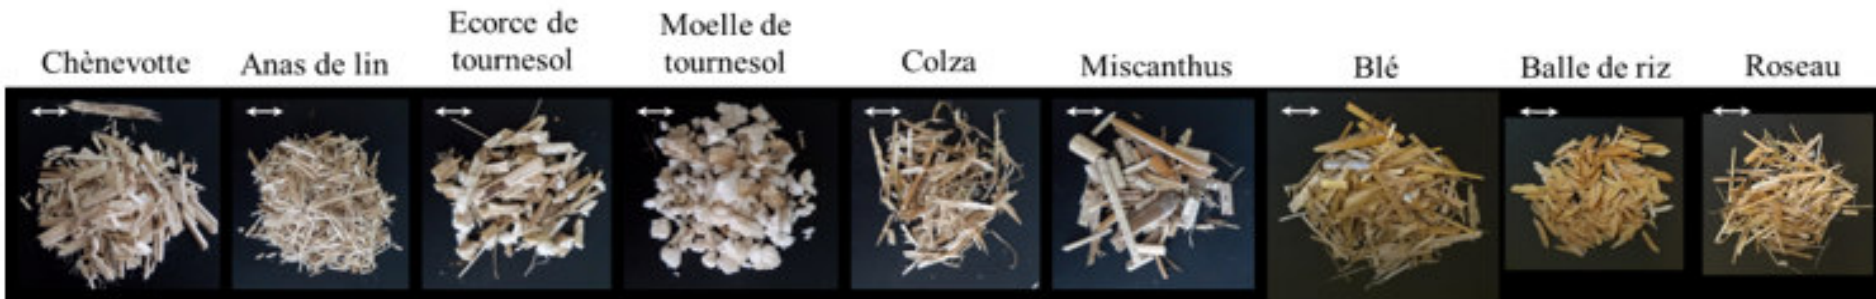 Chènevotte
Anas de lin
Ecorce de
tournesol
Moelle de
tournesol
Colza
Miscanthus
Blé
Balle de riz
Roseau